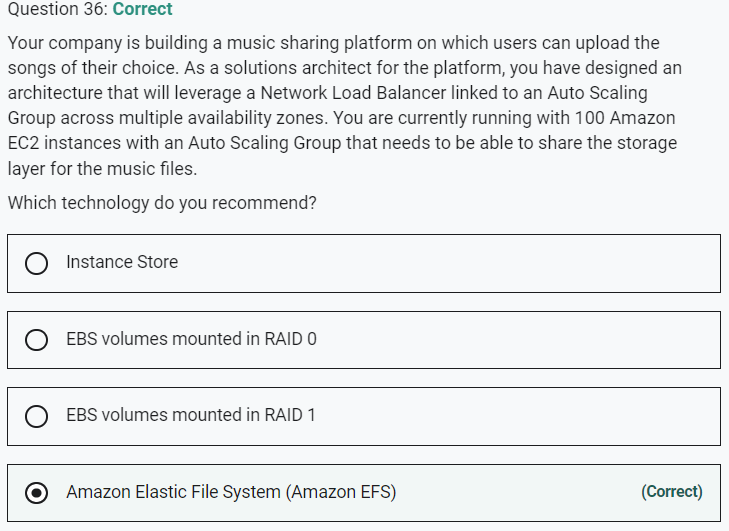 Question 36: Correct
Your company is building a music sharing platform on which users can upload the
songs of their choice. As a solutions architect for the platform, you have designed an
architecture that will leverage a Network Load Balancer linked to an Auto Scaling
Group across multiple availability zones. You are currently running with 100 Amazon
EC2 instances with an Auto Scaling Group that needs to be able to share the storage
layer for the music files.
Which technology do you recommend?
Instance Store
EBS volumes mounted in RAID 0
EBS volumes mounted in RAID 1
Amazon Elastic File System (Amazon EFS) (Correct)